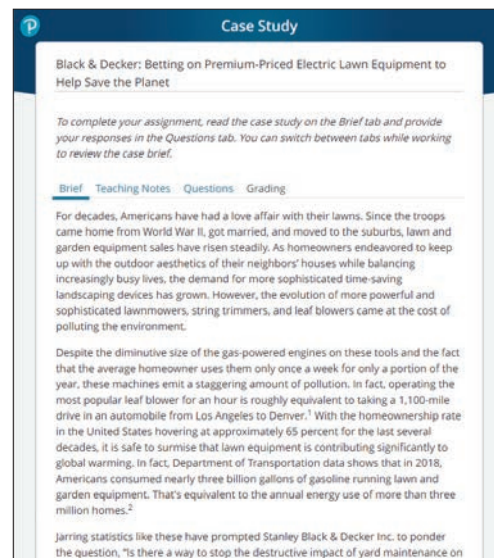 P
Case Study
Black & Decker: Betting on Premium-Priced Electric Lawn Equipment to
Help Save the Planet
To complete your assignment, read the case study on the Brief tab and provide
your responses in the Questions tab. You can switch between tabs while working
to review the case brief.
Brief Teaching Notes Questions Grading
For decades, Americans have had a love affair with their lawns. Since the troops
came home from World War II, got married, and moved to the suburbs, lawn and
garden equipment sales have risen steadily. As homeowners endeavored to keep
up with the outdoor aesthetics of their neighbors' houses while balancing
increasingly busy lives, the demand for more sophisticated time-saving
landscaping devices has grown. However, the evolution of more powerful and
sophisticated lawnmowers, string trimmers, and leaf blowers came at the cost of
polluting the environment.
Despite the diminutive size of the gas-powered engines on these tools and the fact
that the average homeowner uses them only once a week for only a portion of the
year, these machines emit a staggering amount of pollution. In fact, operating the
most popular leaf blower for an hour is roughly equivalent to taking a 1,100-mile
drive in an automobile from Los Angeles to Denver.1 With the homeownership rate
in the United States hovering at approximately 65 percent for the last several
decades, it is safe to surmise that lawn equipment is contributing significantly to
global warming. In fact, Department of Transportation data shows that in 2018,
Americans consumed nearly three billion gallons of gasoline running lawn and
garden equipment. That's equivalent to the annual energy use of more than three
million homes.2
Jarring statistics like these have prompted Stanley Black & Decker Inc. to ponder
the question, "Is there a way to stop the destructive impact of yard maintenance on